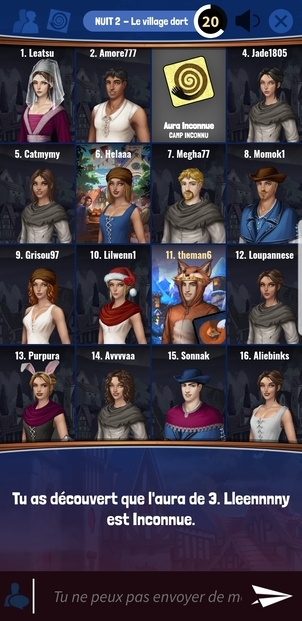 NUIT 2 – Le village dort 20
1. Leatsu
2. Amore777
Aura Inconnue
CAMP INCONNU
4. Jade1805
5. Catmymy
6. Helaaa
7. Megha77
8. Momok1
9. Grisou97
10. Lilwenn1
11. theman6
12. Loupannese
13. Purpura
14. Avvvvaa
15. Sonnak
16. Aliebinks
Tu as découvert que l'aura de 3. Lleennnny
est Inconnue.
Tu ne peux pas envoyer de m